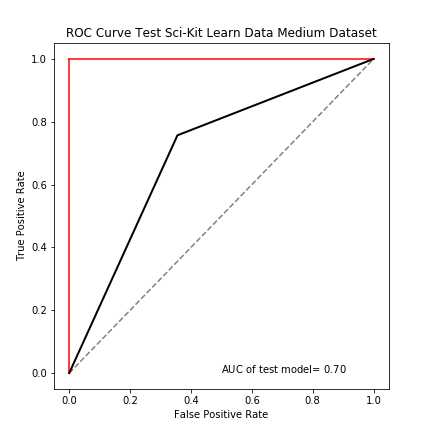 ROC Curve Test Sci-Kit Learn Data Medium Dataset
1.0
0.8
0.6
0.4
0.2
0.0
True Positive Rate
AUC of test model= 0.70
0.0 0.2 0.4 0.6 0.8 1.0
False Positive Rate